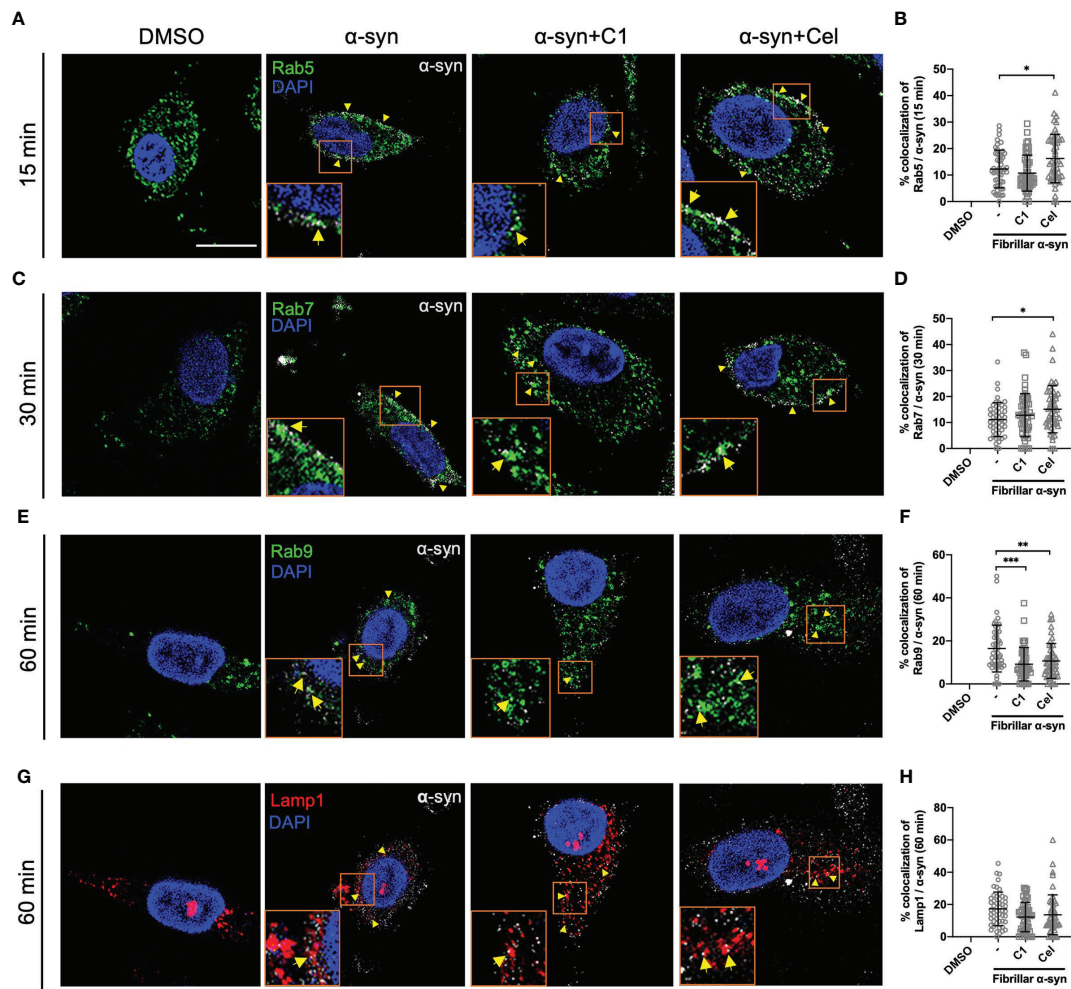 A
DMSO
α-syn
α-syn+C1
α-syn+Cel
B
15 min
Rab5
DAPI
α-syn
% colocalization of
Rab5 / α-syn (15 min)
50
40
30
20
10
0
*
DMSO
-
C1
Cel
Fibrillar α-syn
C
D
30 min
Rab7
DAPI
α-syn
% colocalization of
Rab7 / α-syn (30 min)
50
40
30
20
10
0
*
DMSO
-
C1
Cel
Fibrillar α-syn
E
F
60 min
Rab9
DAPI
α-syn
% colocalization of
Rab9 / α-syn (60 min)
60
40
20
0
**
***
DMSO
-
C1
Cel
Fibrillar α-syn
G
H
60 min
Lamp1
DAPI
α-syn
% colocalization of
Lamp1 / α-syn (60 min)
80
60
40
20
0
DMSO
-
C1
Cel
Fibrillar α-syn